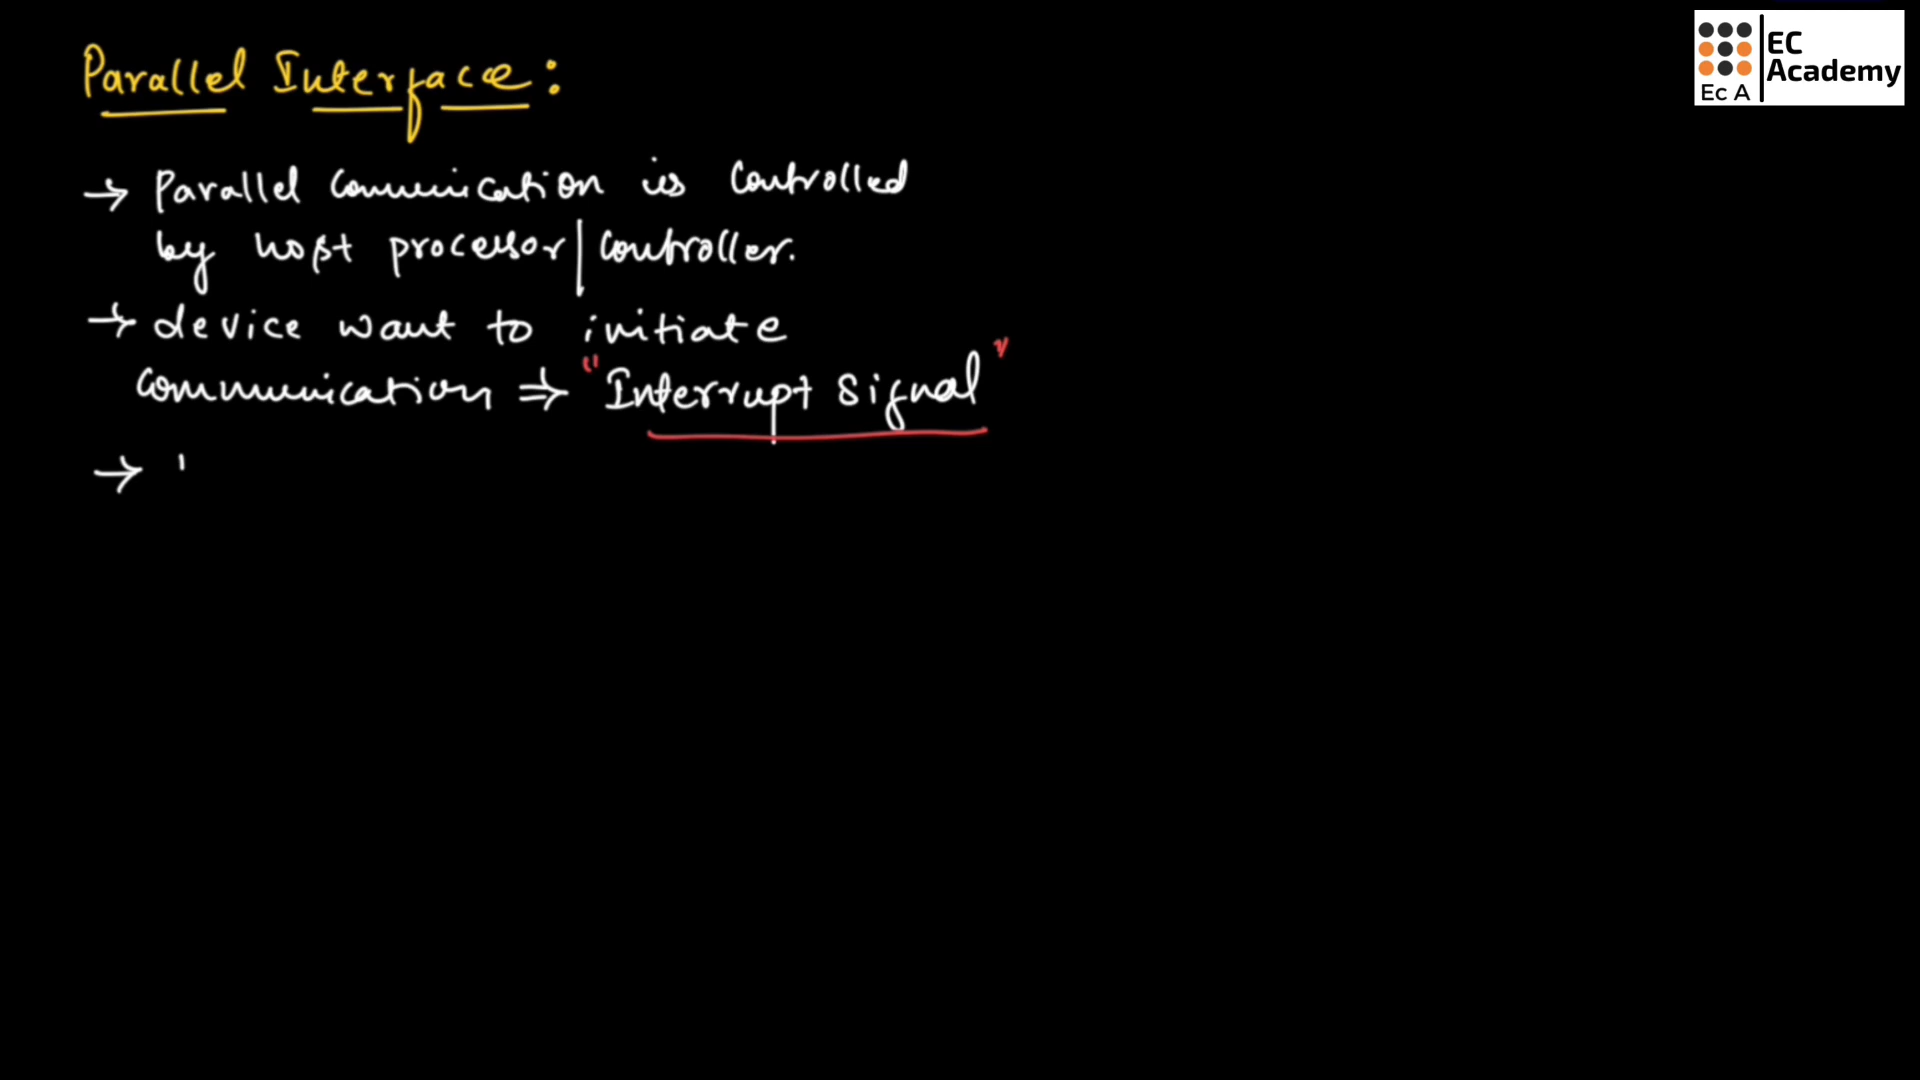 Parallel Interface:
→ Parallel Communication is Controlled
by host processor | Controller.
→ device want to initiate
Communication ⇒ "Interrupt Signal"
→ '
EC
Academy
Ec A